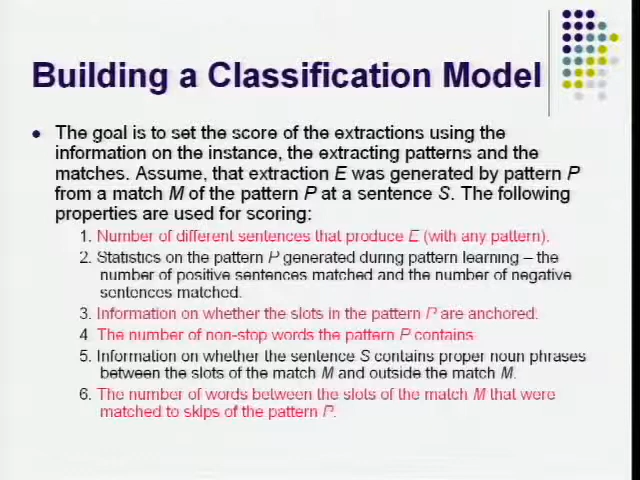 Building a Classification Model
The goal is to set the score of the extractions using the
information on the instance, the extracting patterns and the
matches. Assume, that extraction E was generated by pattern P
from a match M of the pattern P at a sentence S. The following
properties are used for scoring:
1. Number of different sentences that produce E (with any pattern).
2. Statistics on the pattern P generated during pattern learning – the
number of positive sentences matched and the number of negative
sentences matched.
3. Information on whether the slots in the pattern P are anchored.
4 The number of non-stop words the pattern P contains
5. Information on whether the sentence S contains proper noun phrases
between the slots of the match M and outside the match M.
6. The number of words between the slots of the match M that were
matched to skips of the pattern P.